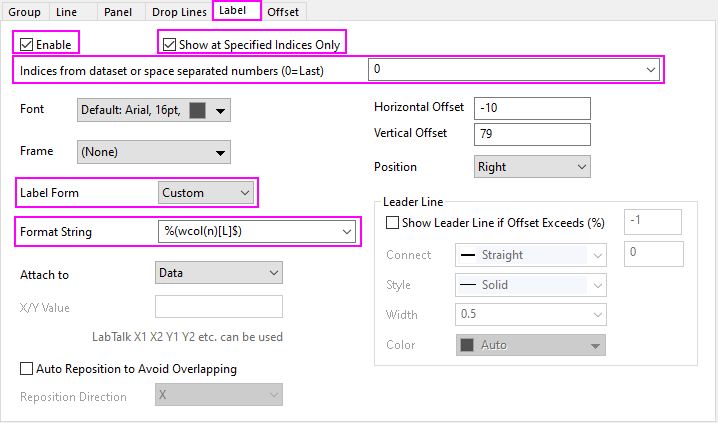 Group Line Panel Drop Lines Label Offset
Enable Show at Specified Indices Only
Indices from dataset or space separated numbers (0=Last) 0
Font Default: Arial, 16pt, Horizontal Offset -10
Vertical Offset 79
Frame (None)
Position Right
Label Form Custom
Leader Line
Format String %(wcol(n)[L]$) Show Leader Line if Offset Exceeds (%) -1
Connect Straight 0
Attach to Data
Style Solid
X/Y Value
Width 0.5
LabTalk X1 X2 Y1 Y2 etc. can be used
Color Auto
Auto Reposition to Avoid Overlapping
Reposition Direction X